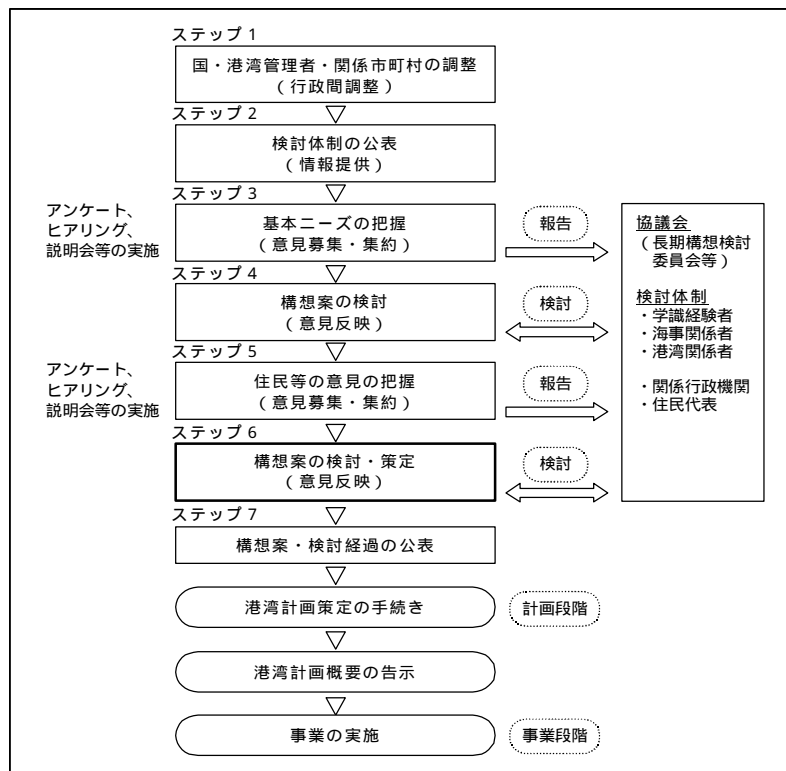 ステップ1
国・港湾管理者・関係市町村の調整
(行政間調整)
ステップ2
検討体制の公表
(情報提供)
ステップ3
アンケート、
ヒアリング、
説明会等の実施
基本ニーズの把握
(意見募集・集約)
報告
協議会
(長期構想検討
委員会等)
検討体制
・学識経験者
・海事関係者
・港湾関係者
・関係行政機関
・住民代表
ステップ4
構想案の検討
(意見反映)
検討
ステップ5
アンケート、
ヒアリング、
説明会等の実施
住民等の意見の把握
(意見募集・集約)
報告
ステップ6
構想案の検討・策定
(意見反映)
検討
ステップ7
構想案・検討経過の公表
港湾計画策定の手続き
計画段階
港湾計画概要の告示
事業の実施
事業段階